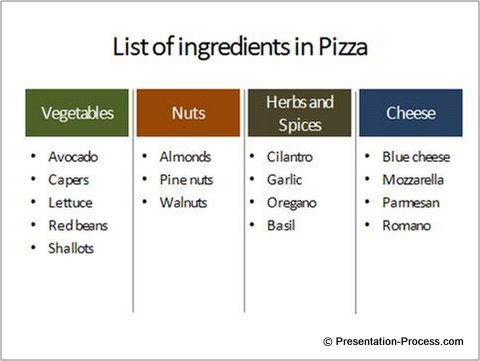 List of ingredients in Pizza
Vegetables
• Avocado
• Capers
• Lettuce
• Red beans
• Shallots
Nuts
• Almonds
• Pine nuts
• Walnuts
Herbs and
Spices
• Cilantro
• Garlic
• Oregano
• Basil
Cheese
• Blue cheese
• Mozzarella
• Parmesan
• Romano
© Presentation-Process.com